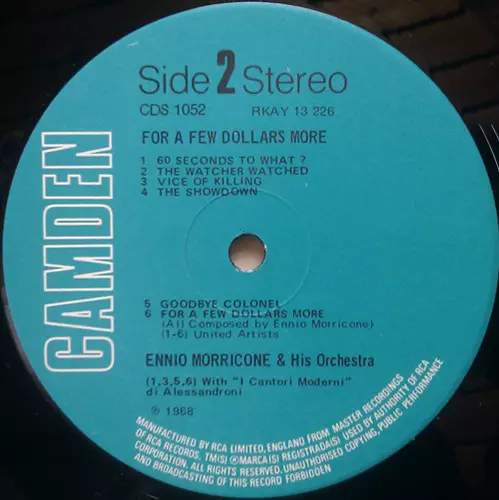 Side 2 Stereo
CDS 1052 RKAY 13 226
FOR A FEW DOLLARS MORE
1 60 SECONDS TO WHAT ?
2 THE WATCHER WATCHED
3 VICE OF KILLING
4 THE SHOWDOWN
CAMDEN
5 GOODBYE COLONEL
6 FOR A FEW DOLLARS MORE
(All Composed by Ennio Morricone)
(1-6) United Artists
ENNIO MORRICONE & His Orchestra
(1,3,5,6) With "I Cantori Moderni"
di Alessandroni
℗ 1968
MANUFACTURED BY RCA LIMITED, ENGLAND FROM MASTER RECORDINGS
OF RCA RECORDS. TM(S) ® MARCA(S) REGISTRADA(S) USED BY AUTHORITY OF RCA
CORPORATION. ALL RIGHTS RESERVED. UNAUTHORISED COPYING, PUBLIC PERFORMANCE
AND BROADCASTING OF THIS RECORD FORBIDDEN